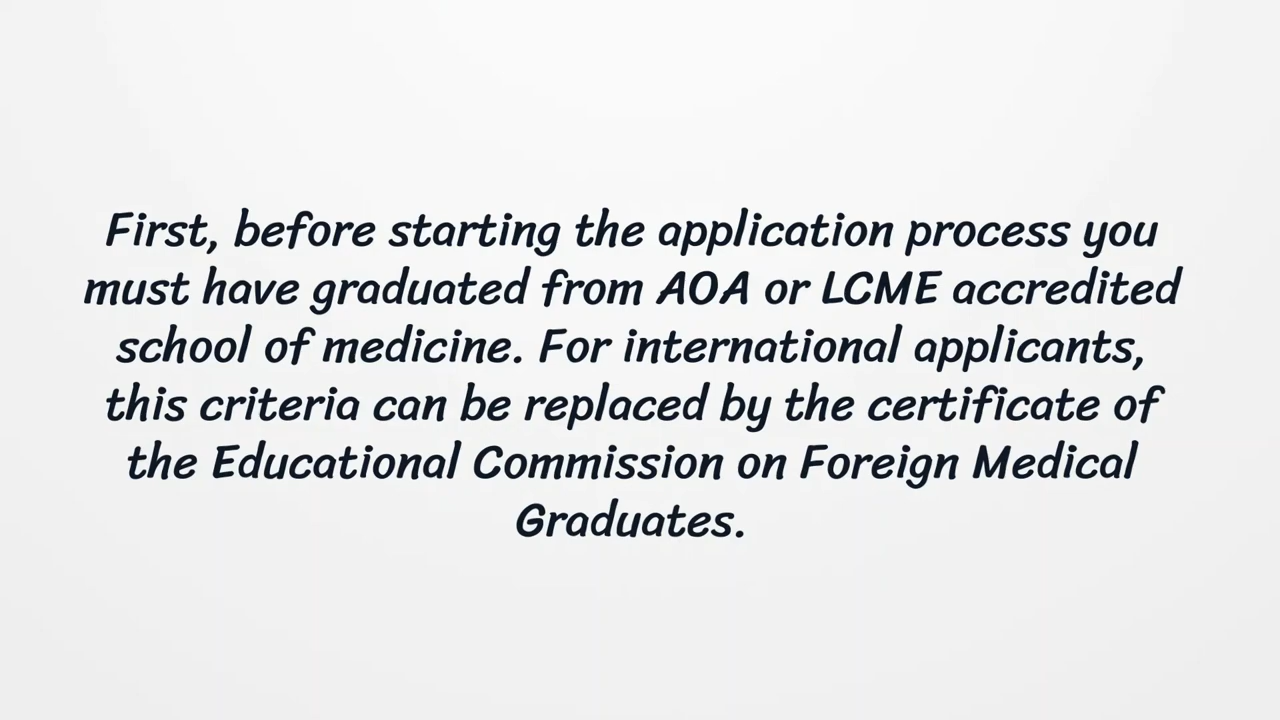 First, before starting the application process you
must have graduated from AOA or LCME accredited
school of medicine. For international applicants,
this criteria can be replaced by the certificate of
the Educational Commission on Foreign Medical
Graduates.